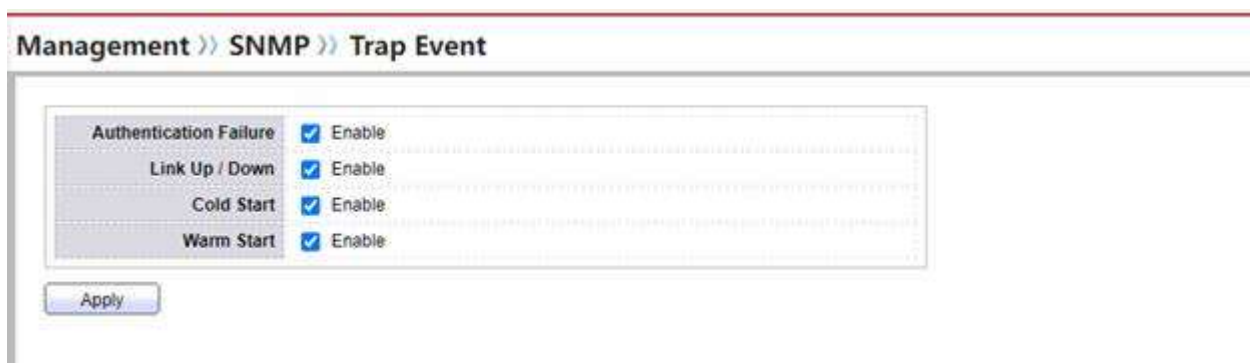 Management 》 SNMP 》 Trap Event
Authentication Failure Enable
Link Up / Down Enable
Cold Start Enable
Warm Start Enable
Apply